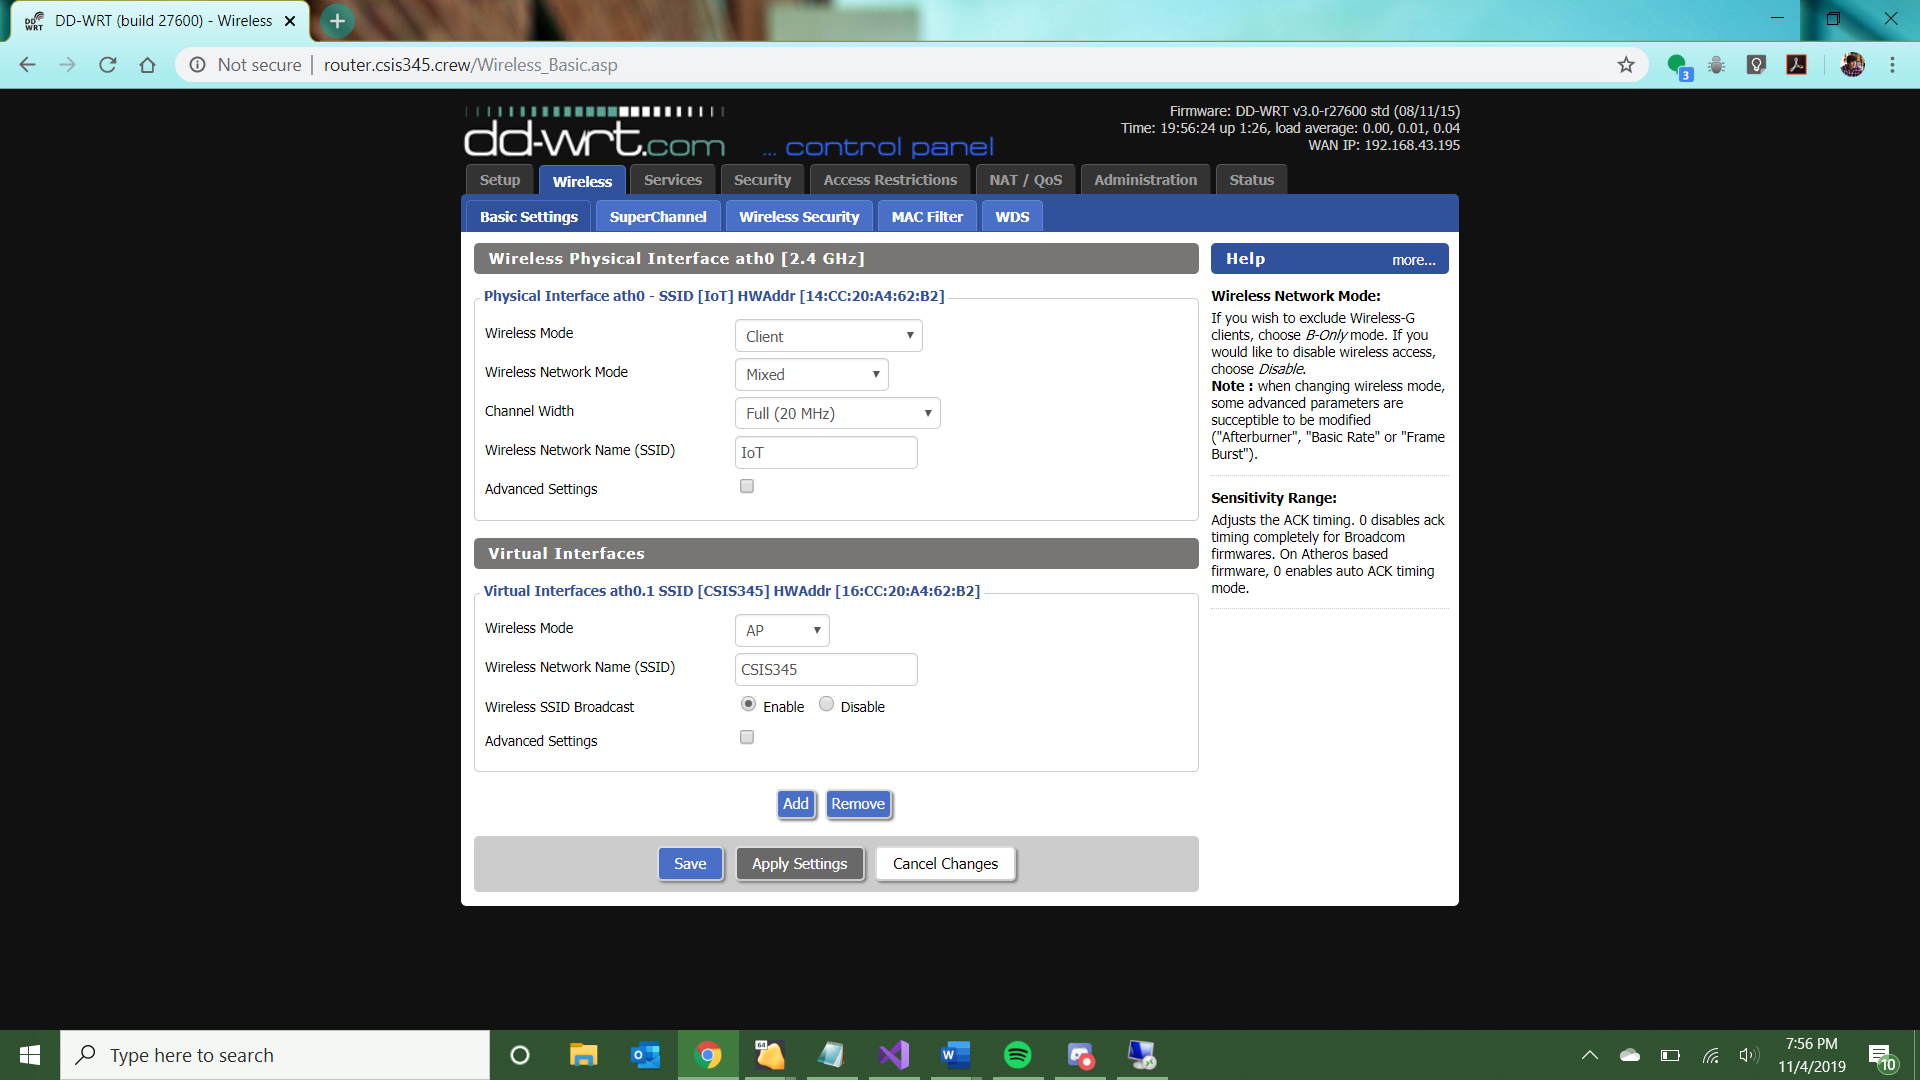 DD-WRT (build 27600) - Wireless
Not secure | router.csis345.crew/Wireless_Basic.asp
3
dd-wrt.com ... control panel
Firmware: DD-WRT v3.0-r27600 std (08/11/15)
Time: 19:56:24 up 1:26, load average: 0.00, 0.01, 0.04
WAN IP: 192.168.43.195
Setup Wireless Services Security Access Restrictions NAT / QoS Administration Status
Basic Settings SuperChannel Wireless Security MAC Filter WDS
Wireless Physical Interface ath0 [2.4 GHz]
Physical Interface ath0 - SSID [IoT] HWAddr [14:CC:20:A4:62:B2]
Wireless Mode Client
Wireless Network Mode Mixed
Channel Width Full (20 MHz)
Wireless Network Name (SSID) IoT
Advanced Settings
Virtual Interfaces
Virtual Interfaces ath0.1 SSID [CSIS345] HWAddr [16:CC:20:A4:62:B2]
Wireless Mode AP
Wireless Network Name (SSID) CSIS345
Wireless SSID Broadcast Enable Disable
Advanced Settings
Add Remove
Save Apply Settings Cancel Changes
Help more...
Wireless Network Mode:
If you wish to exclude Wireless-G
clients, choose B-Only mode. If you
would like to disable wireless access,
choose Disable.
Note : when changing wireless mode,
some advanced parameters are
succeptible to be modified
("Afterburner", "Basic Rate" or "Frame
Burst").
Sensitivity Range:
Adjusts the ACK timing. 0 disables ack
timing completely for Broadcom
firmwares. On Atheros based
firmware, 0 enables auto ACK timing
mode.
Type here to search
64
7:56 PM
11/4/2019
10